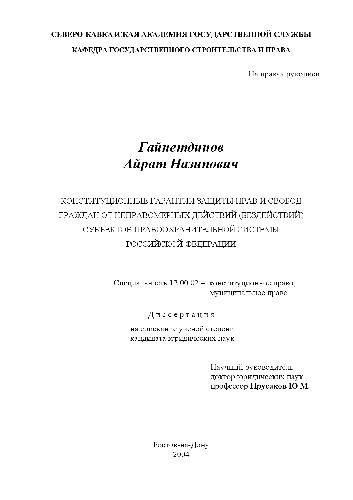 СЕВЕРО-КАВКАЗСКАЯ АКАДЕМИЯ ГОСУДАРСТВЕННОЙ СЛУЖБЫ
КАФЕДРА ГОСУДАРСТВЕННОГО СТРОИТЕЛЬСТВА И ПРАВА
На правах рукописи
Гайнетдинов
Айрат Назипович
КОНСТИТУЦИОННЫЕ ГАРАНТИИ ЗАЩИТЫ ПРАВ И СВОБОД
ГРАЖДАН ОТ НЕПРАВОМЕРНЫХ ДЕЙСТВИЙ (БЕЗДЕЙСТВИЙ)
СУБЪЕКТОВ ПРАВООХРАНИТЕЛЬНОЙ СИСТЕМЫ
РОССИЙСКОЙ ФЕДЕРАЦИИ
Специальность 12.00.02 – конституционное право;
муниципальное право
Диссертация
на соискание ученой степени
кандидата юридических наук
Научный руководитель:
доктор юридических наук
профессор Прусаков Ю.М.
Ростов-на-Дону
2004